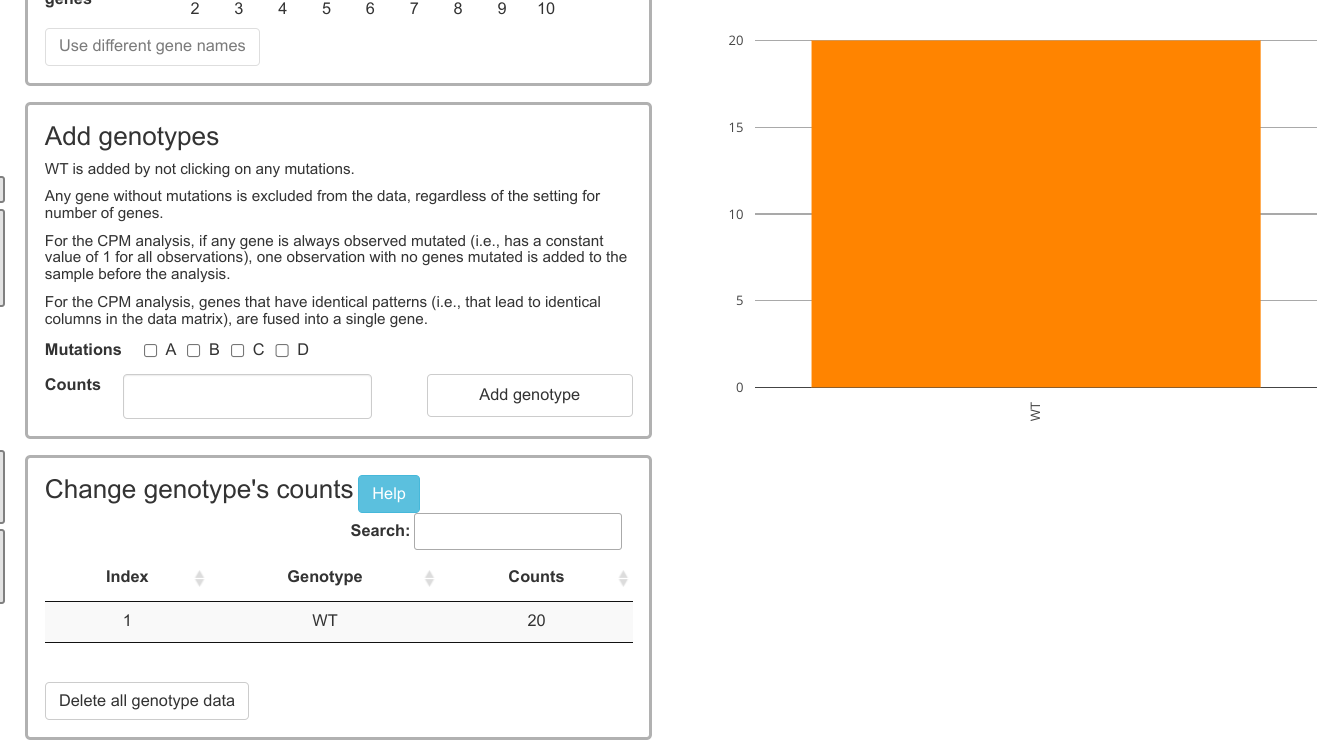 genes
2 3 4 5 6 7 8 9 10
Use different gene names
Add genotypes
WT is added by not clicking on any mutations.
Any gene without mutations is excluded from the data, regardless of the setting for
number of genes.
For the CPM analysis, if any gene is always observed mutated (i.e., has a constant
value of 1 for all observations), one observation with no genes mutated is added to the
sample before the analysis.
For the CPM analysis, genes that have identical patterns (i.e., that lead to identical
columns in the data matrix), are fused into a single gene.
Mutations A B C D
Counts
Add genotype
Change genotype's counts Help
Search:
Index Genotype Counts
1 WT 20
Delete all genotype data
20
15
10
5
0
WT